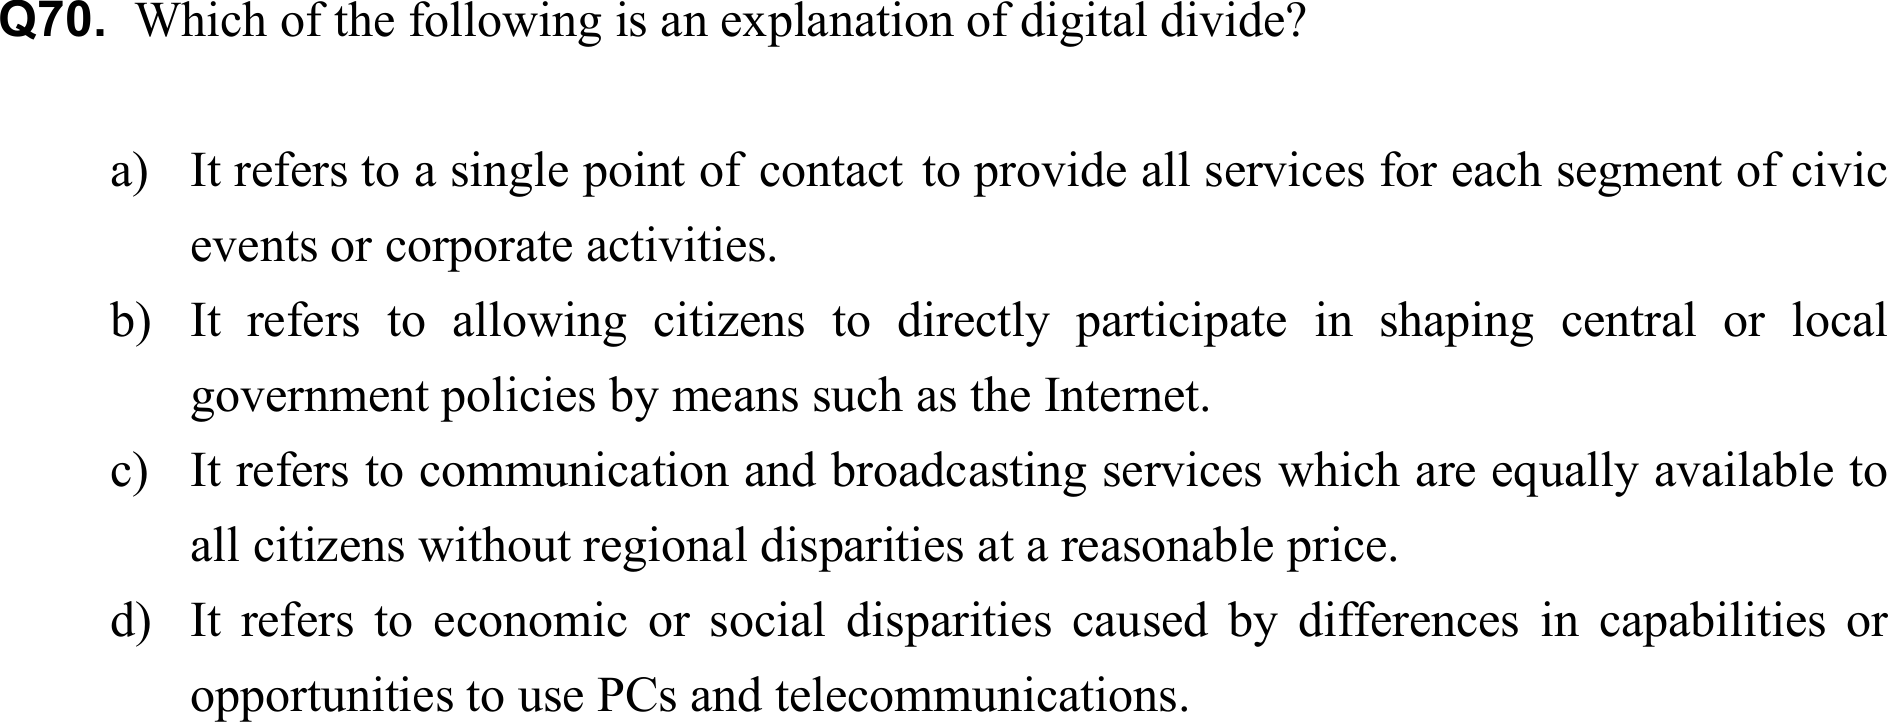 Q70. Which of the following is an explanation of digital divide?
a) It refers to a single point of contact to provide all services for each segment of civic
events or corporate activities.
b) It refers to allowing citizens to directly participate in shaping central or local
government policies by means such as the Internet.
c) It refers to communication and broadcasting services which are equally available to
all citizens without regional disparities at a reasonable price.
d) It refers to economic or social disparities caused by differences in capabilities or
opportunities to use PCs and telecommunications.